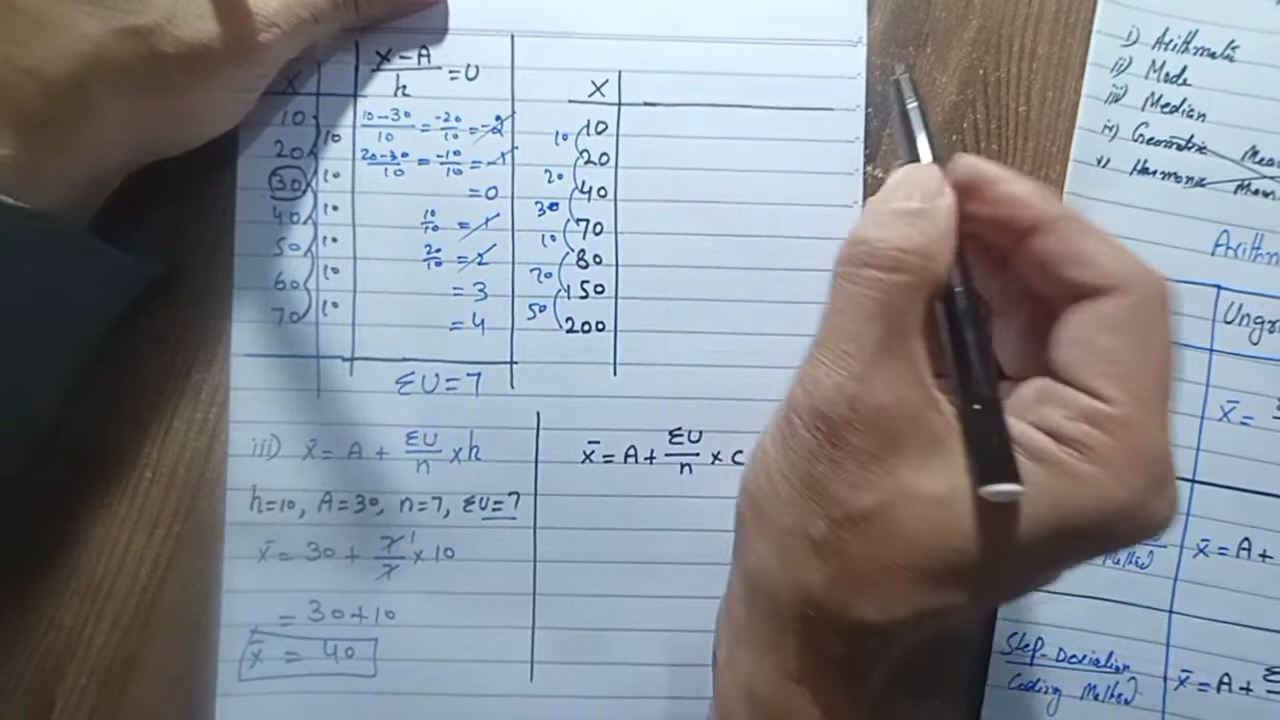 X
X-A/h = U
10
20
30
40
50
60
70
10
10
10
10
10
10
10-30/10 = -20/10 = -2
20-30/10 = -10/10 = -1
= 0
10/10 = 1
20/10 = 2
= 3
= 4
ΣU = 7
X
10
20
40
70
80
150
200
10
20
30
10
70
50
iii) x̄ = A + ΣU/n × h
h=10, A=30, n=7, ΣU=7
x̄ = 30 + 7/7 1 × 10
= 30+10
x̄ = 40
x̄ = A + ΣU/n × c
i) Arithmatic
ii) Mode
iii) Median
iv) Geometric Mean
v) Harmonic Mean
x̄ =
Method
x̄ = A +
Step-Deviation
Coding Method
x̄ = A + Σ